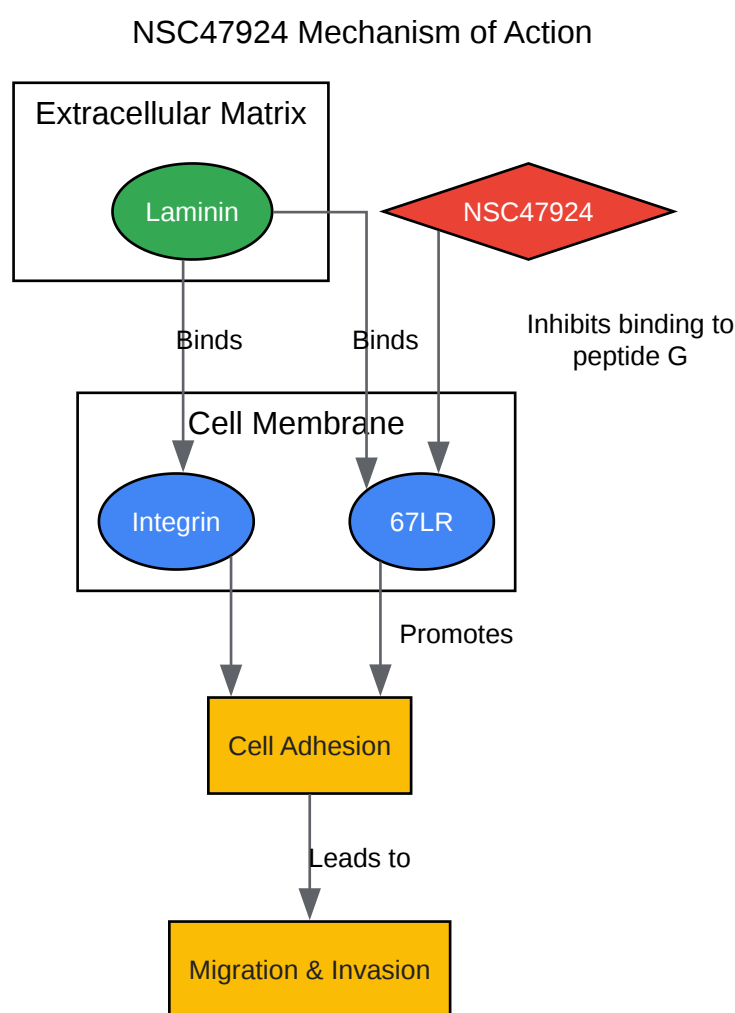 NSC47924 Mechanism of Action
Extracellular Matrix
Laminin
NSC47924
Binds
Binds
Inhibits binding to
peptide G
Cell Membrane
Integrin
67LR
Promotes
Cell Adhesion
Leads to
Migration & Invasion